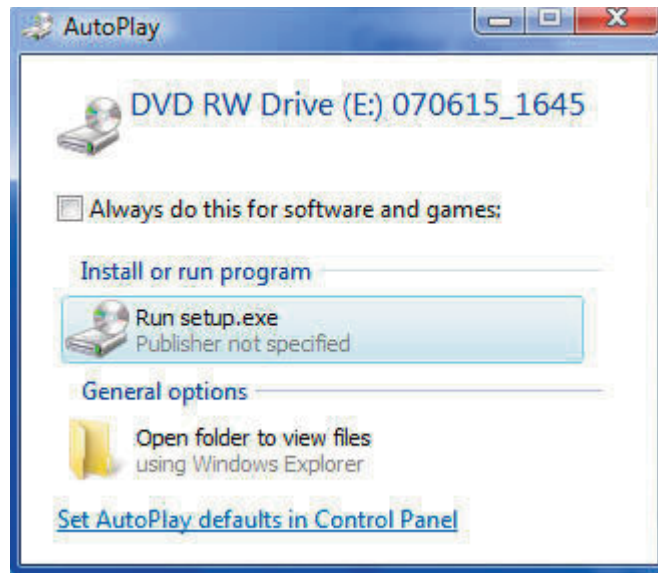 AutoPlay
DVD RW Drive (E:) 070615_1645
Always do this for software and games:
Install or run program
Run setup.exe
Publisher not specified
General options
Open folder to view files
using Windows Explorer
Set AutoPlay defaults in Control Panel